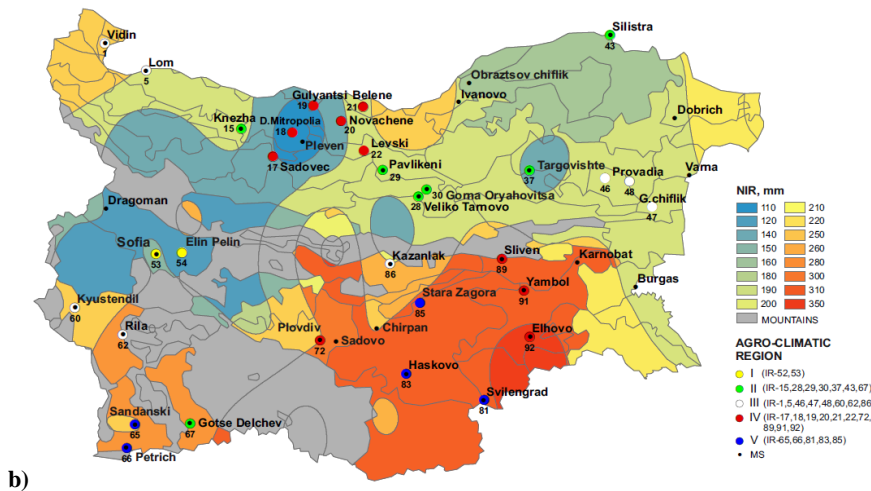 Vidin
1
Lom
5
Silistra
43
Obraztsov chiflik
Ivanovo
Gulyantsi Belene
19
21
Knezha
15
D.Mitropolia
18
Novachene
20
Pleven
Levski
22
17 Sadovec
Pavlikeni
29
Dobrich
Targovishte
37
Provadia
46
48
Varna
G.chiflik
47
30 Gorna Oryahovitsa
28
Veliko Tarnovo
Dragoman
Sofia
53
Elin Pelin
54
Kazanlak
86
Sliven
89
Karnobat
Burgas
Kyustendil
60
Rila
62
Stara Zagora
85
Yambol
91
Plovdiv
72
Chirpan
Sadovo
Elhovo
92
Haskovo
83
Svilengrad
81
Sandanski
65
Gotse Delchev
67
66 Petrich
NIR, mm
110 210
120 220
140 250
150 260
160 280
180 300
190 310
200 350
MOUNTAINS
AGRO-CLIMATIC
REGION
I (IR-52,53)
II (IR-15,28,29,30,37,43,67)
III (IR-1,5,46,47,48,60,62,86
IV (IR-17,18,19,20,21,22,72,
89,91,92)
V (IR-65,66,81,83,85)
MS
b)